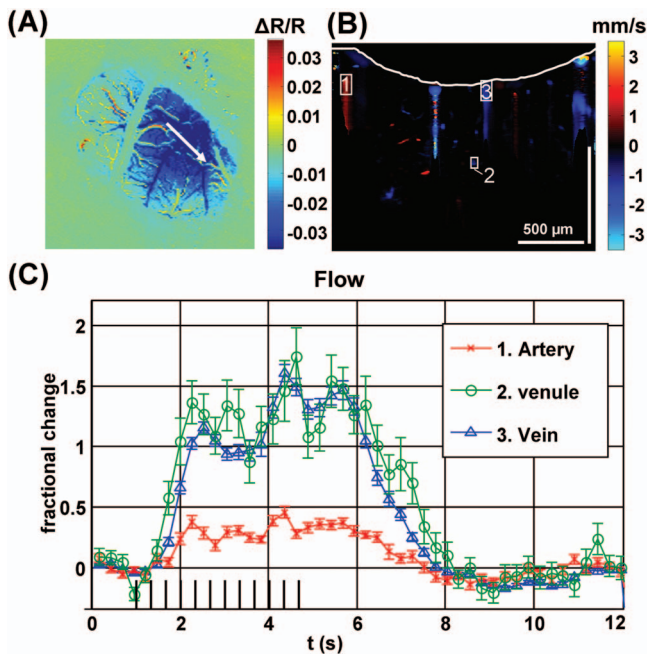 (A)
ΔR/R
0.03
0.02
0.01
0
-0.01
-0.02
-0.03
(B)
mm/s
1
3
2
500 μm
3
2
1
0
-1
-2
-3
(C)
Flow
fractional change
2
1.5
1
0.5
0
1. Artery
2. venule
3. Vein
0 2 4 6 8 10 12
t (s)